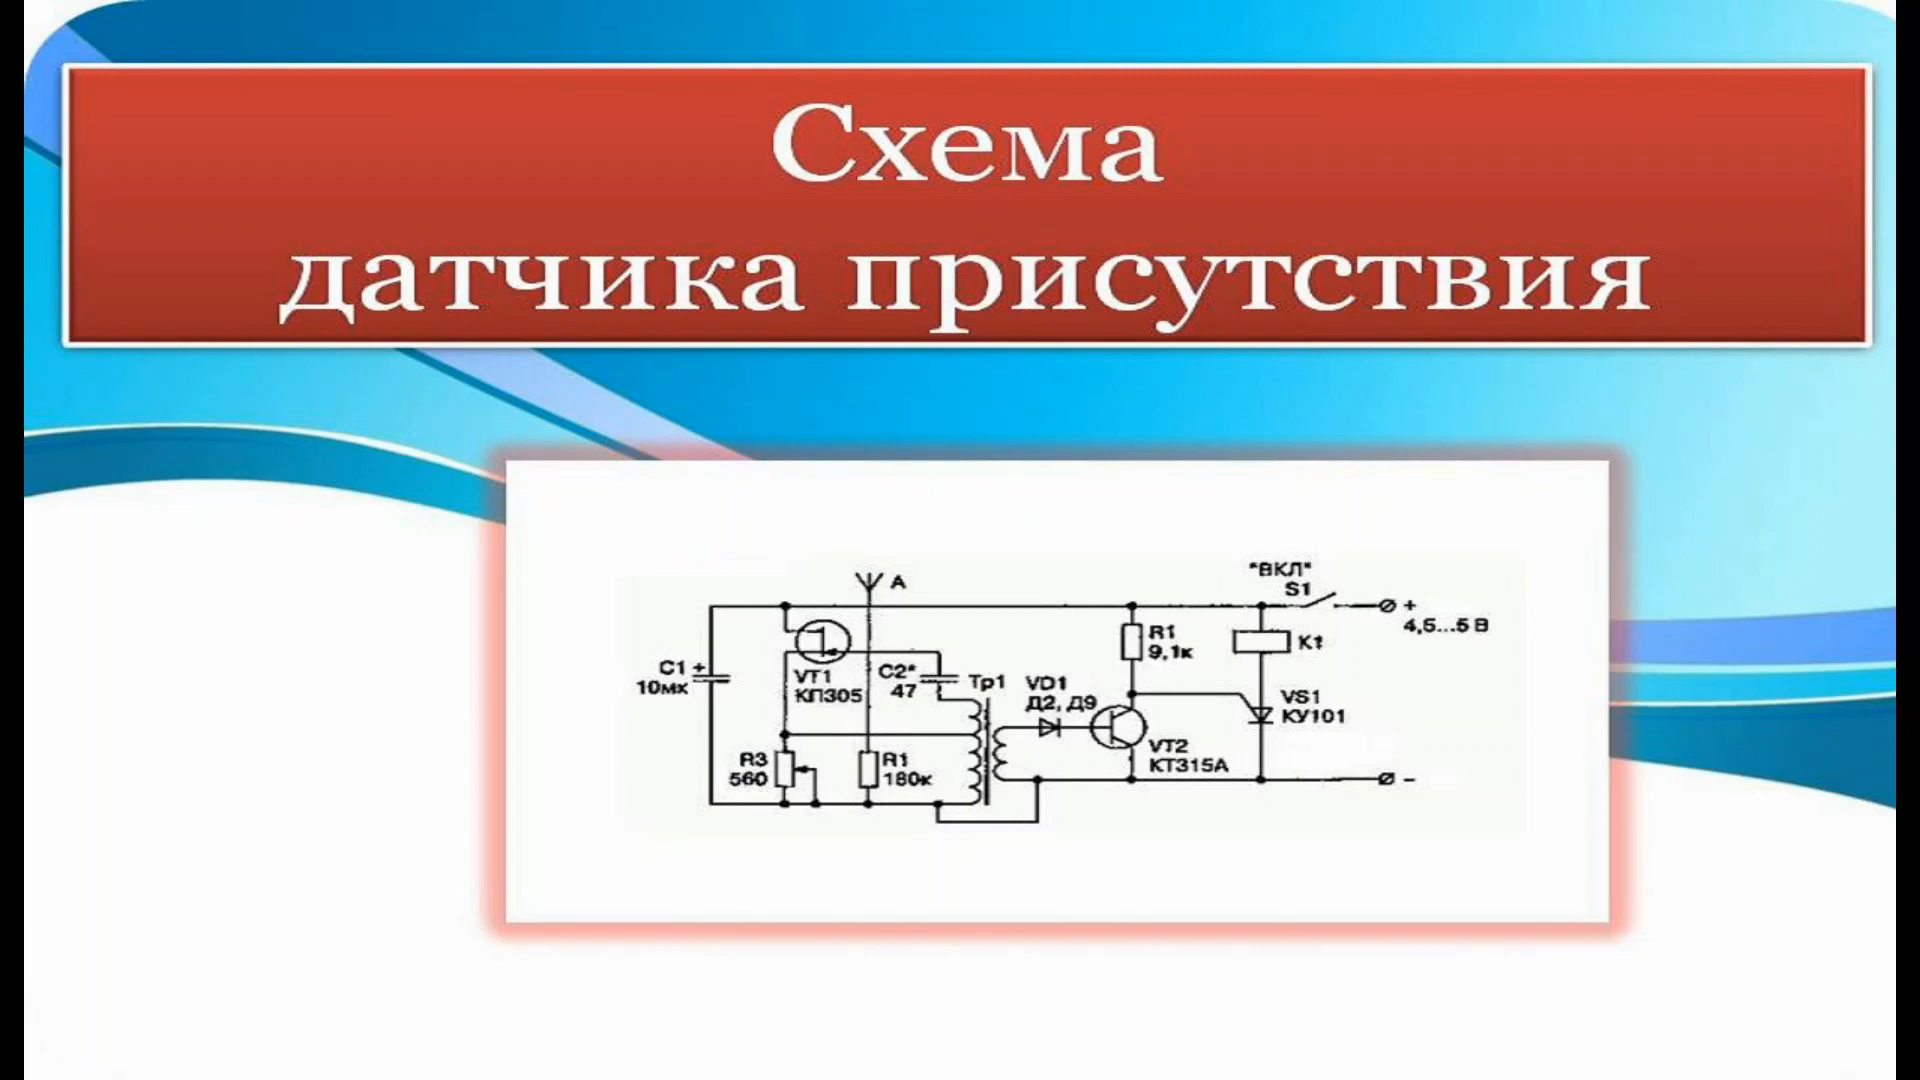 Схема
датчика присутствия
A
"ВКЛ"
S1
+
4,5...5 В
R1
9,1к
K1
C1 +
10мк
VT1
КП305
C2*
47
Тр1
VD1
Д2, Д9
VS1
КУ101
VT2
КТ315А
R3
560
R1
180к
–